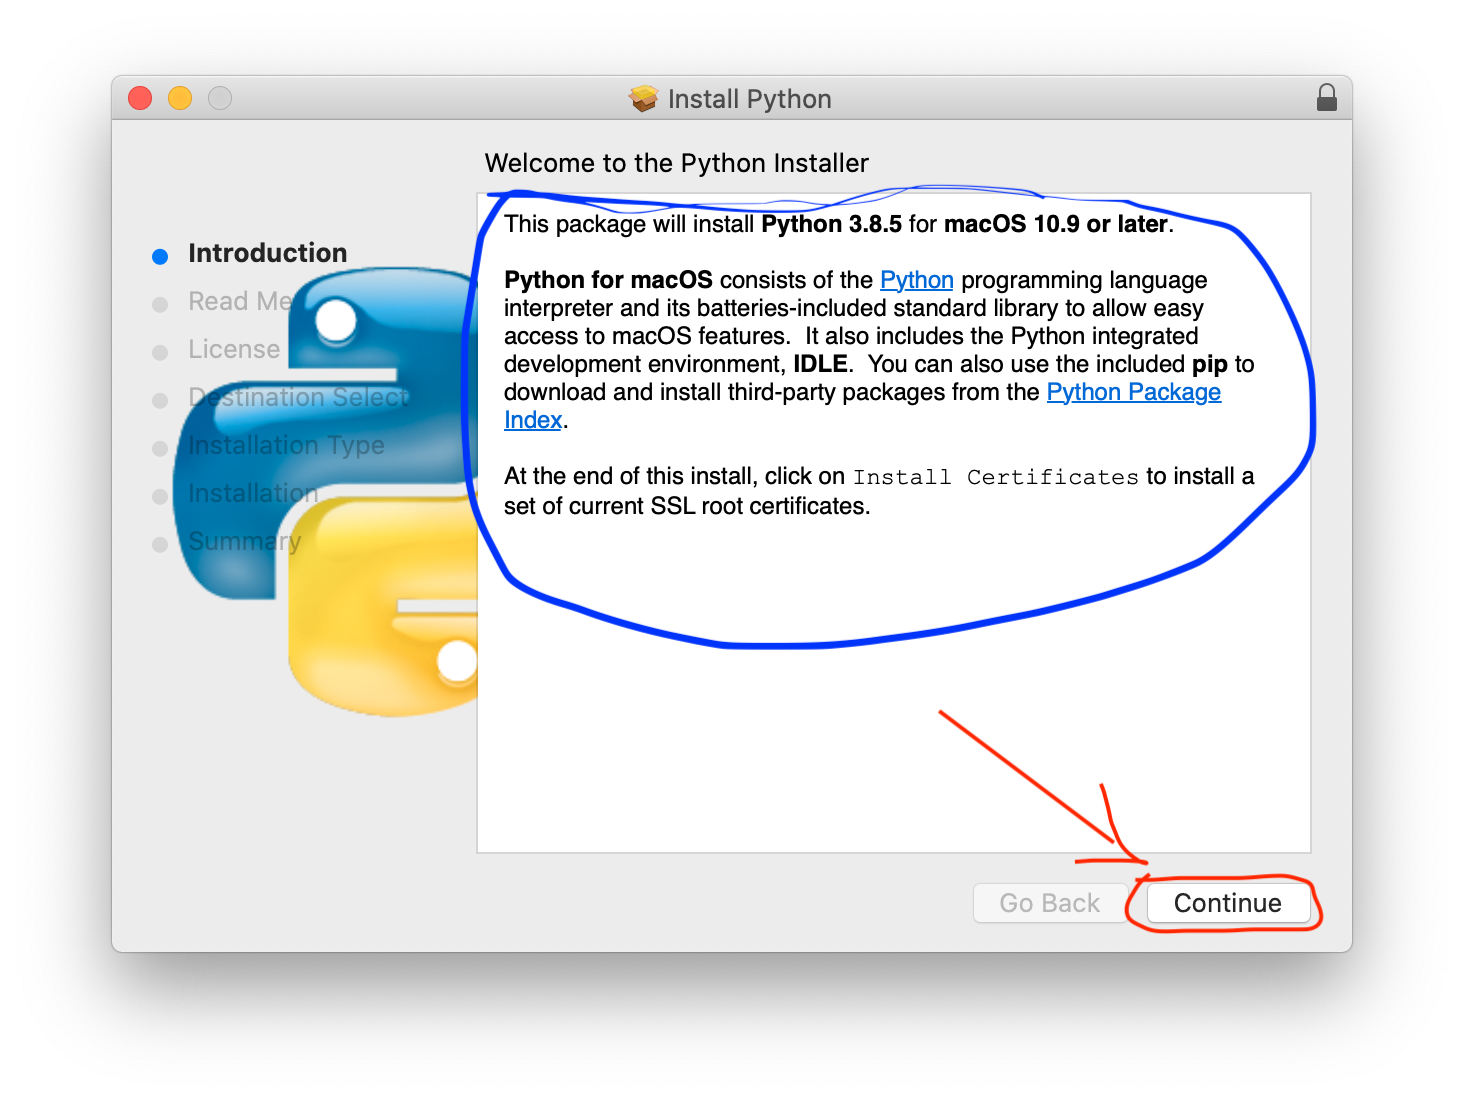 Install Python
Welcome to the Python Installer
Introduction
Read Me
License
Destination Select
Installation Type
Installation
Summary
This package will install Python 3.8.5 for macOS 10.9 or later.
Python for macOS consists of the Python programming language
interpreter and its batteries-included standard library to allow easy
access to macOS features.  It also includes the Python integrated
development environment, IDLE.  You can also use the included pip to
download and install third-party packages from the Python Package
Index.
At the end of this install, click on Install Certificates to install a
set of current SSL root certificates.
Go Back
Continue